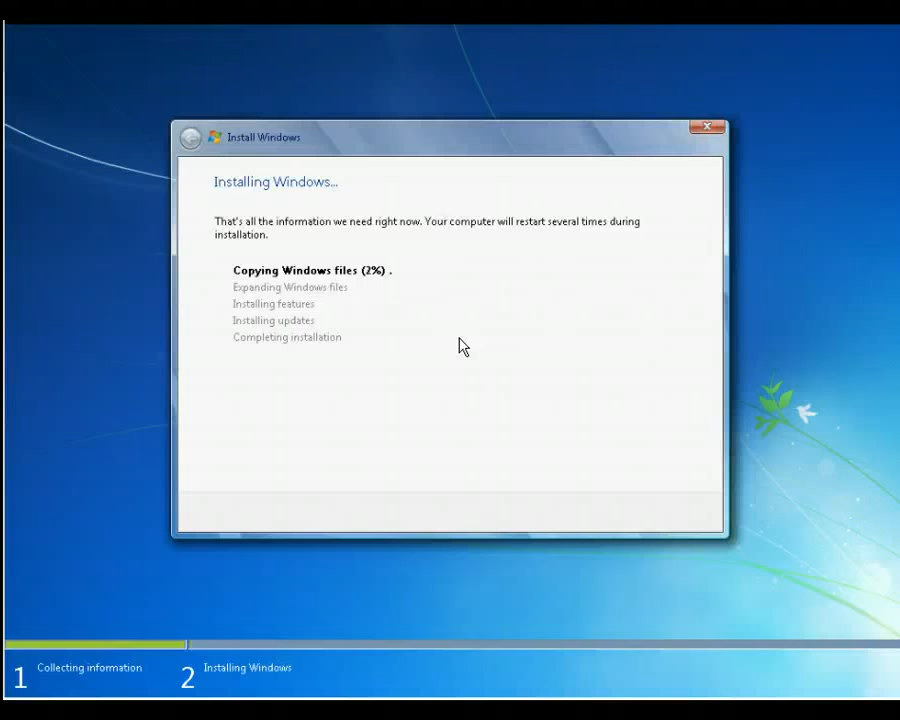 Install Windows
Installing Windows...
That's all the information we need right now. Your computer will restart several times during
installation.
Copying Windows files (2%) .
Expanding Windows files
Installing features
Installing updates
Completing installation
1 Collecting information
2 Installing Windows